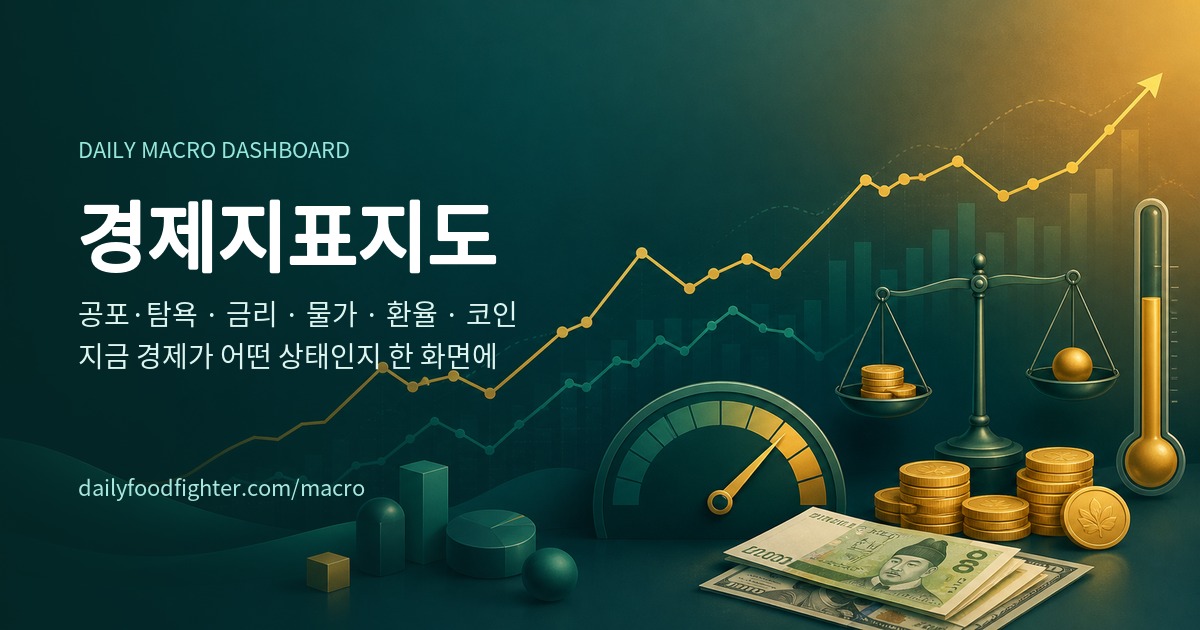 DAILY MACRO DASHBOARD
경제지표지도
공포·탐욕 · 금리 · 물가 · 환율 · 코인
지금 경제가 어떤 상태인지 한 화면에
dailyfoodfighter.com/macro